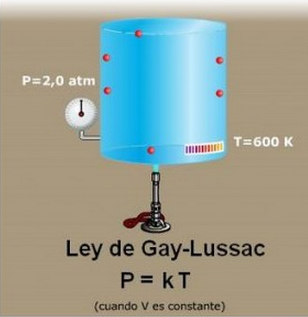 P=2,0 atm
T=600 K
Ley de Gay-Lussac
P = kT
(cuando V es constante)